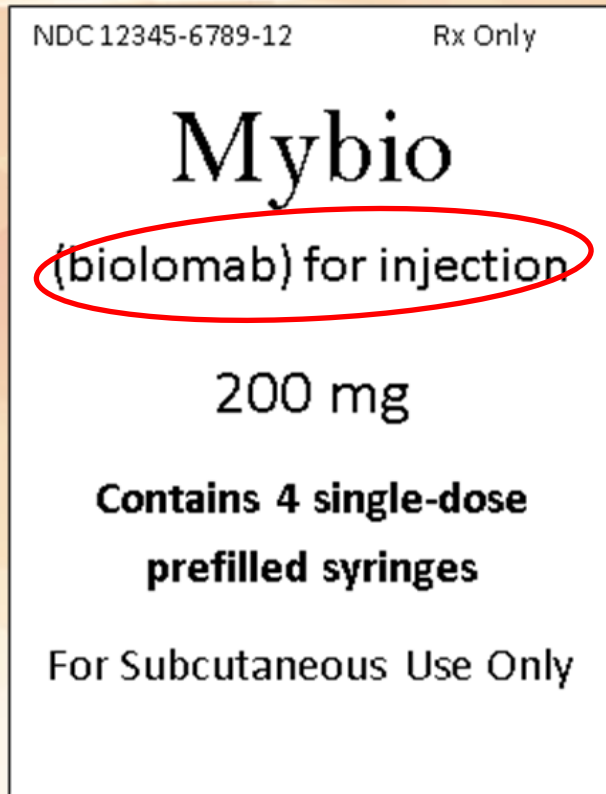 NDC 12345-6789-12 Rx Only
Mybio
(biolomab) for injection
200 mg
Contains 4 single-dose
prefilled syringes
For Subcutaneous Use Only